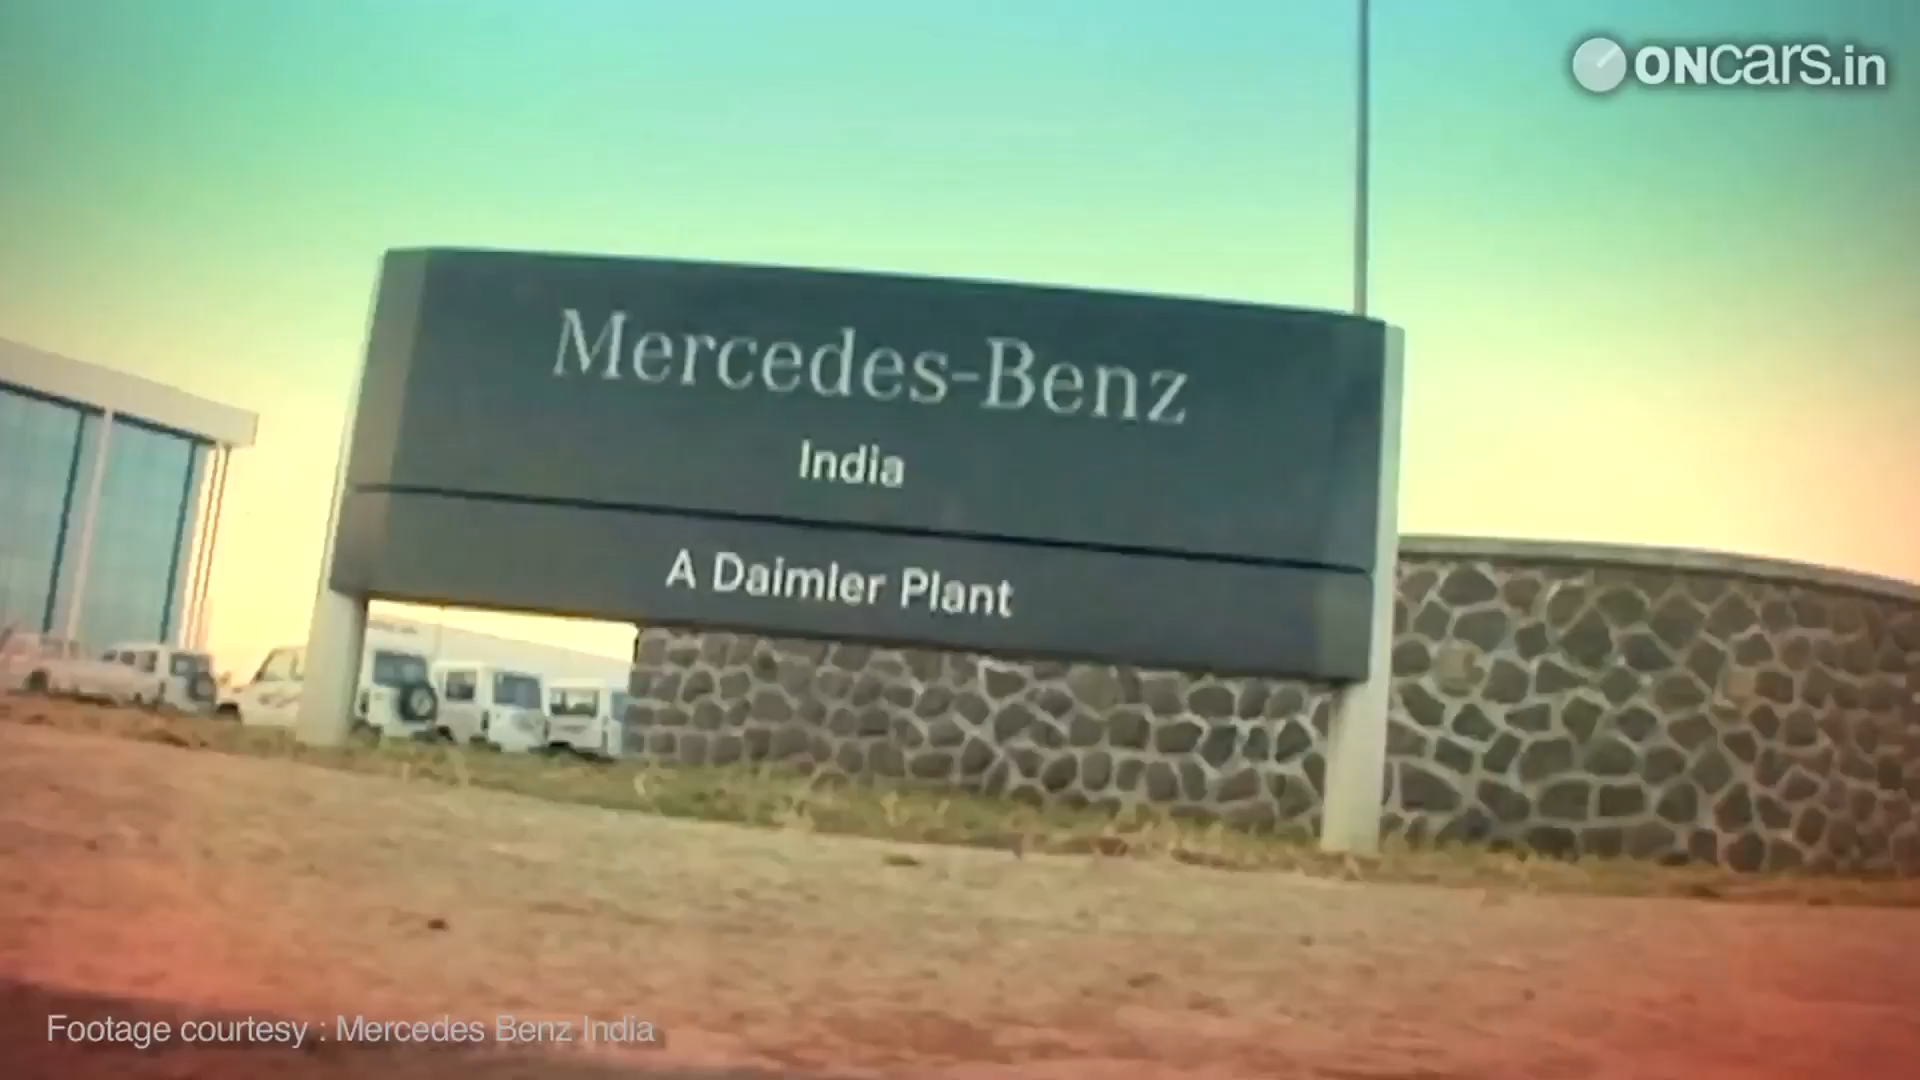 ONcars.in
Mercedes-Benz
India
A Daimler Plant
Footage courtesy : Mercedes Benz India